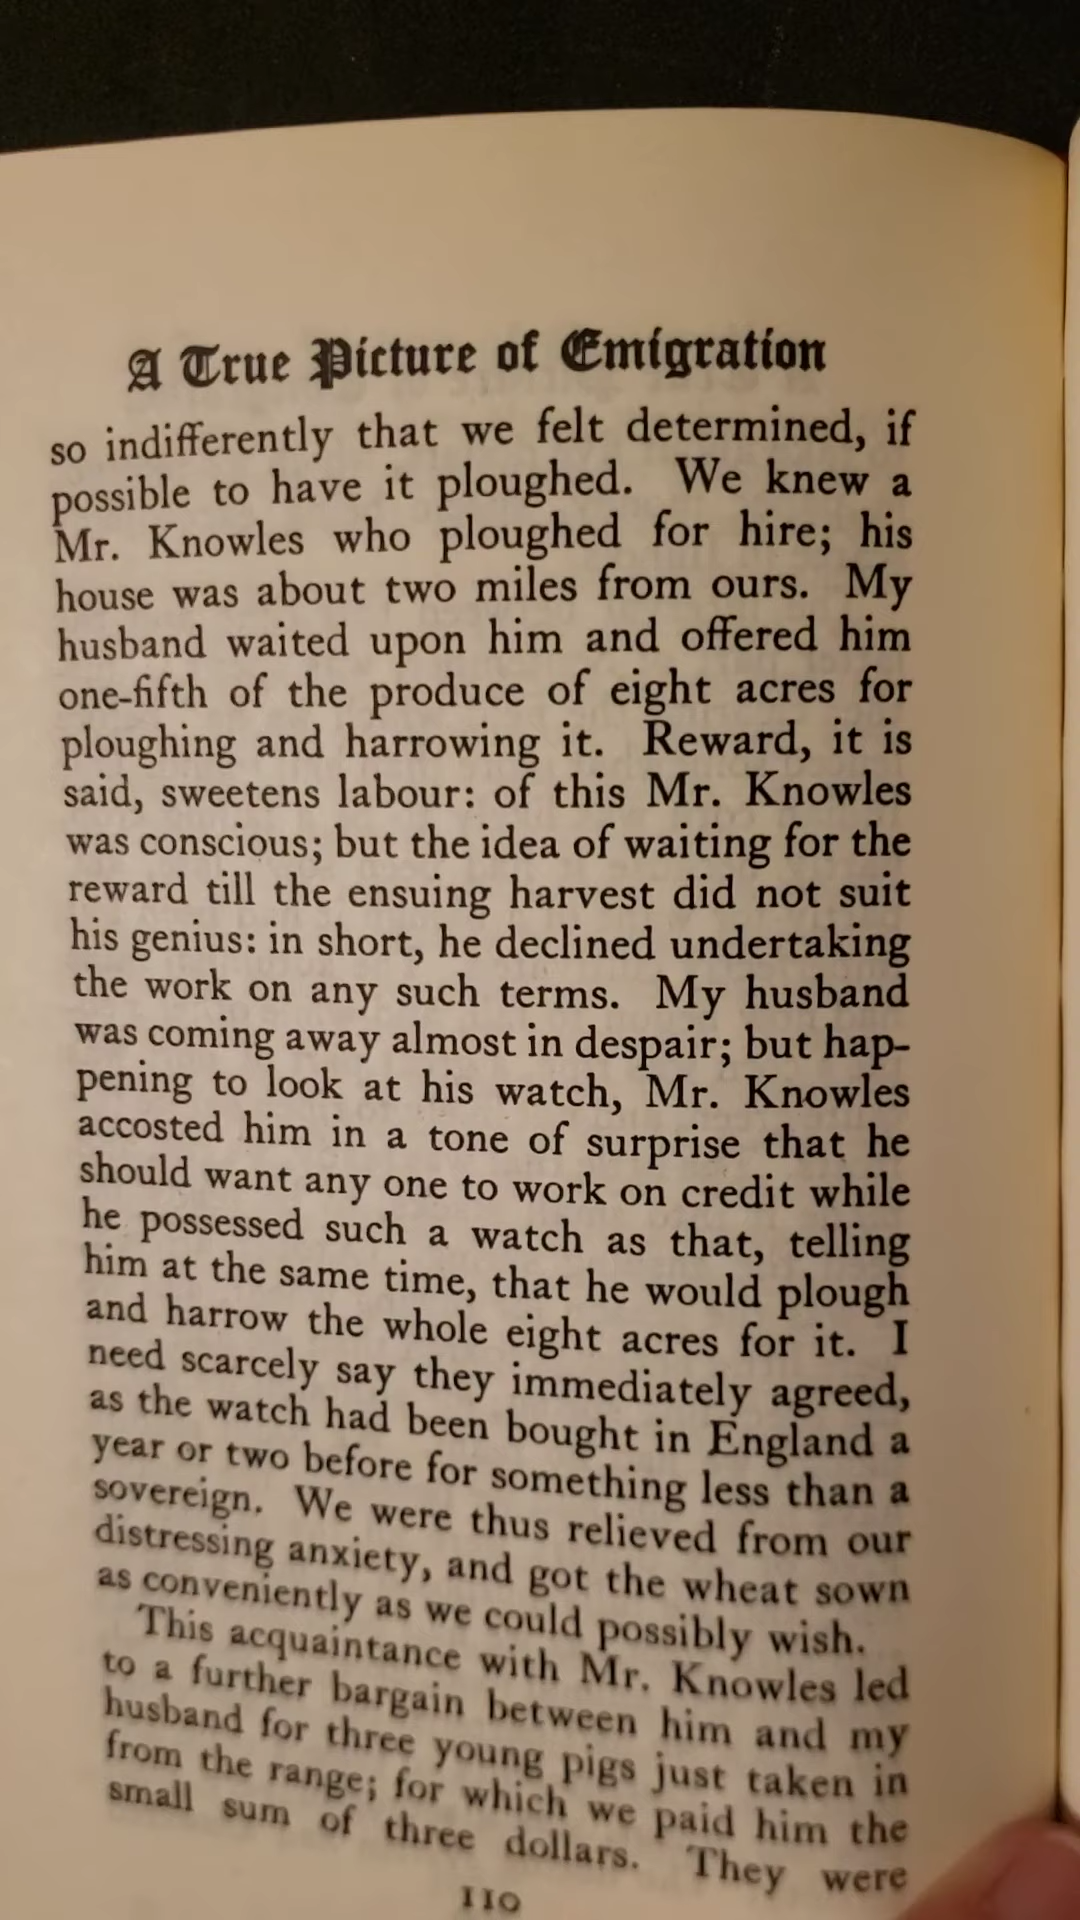 A True Picture of Emigration
so indifferently that we felt determined, if
possible to have it ploughed. We knew a
Mr. Knowles who ploughed for hire; his
house was about two miles from ours. My
husband waited upon him and offered him
one-fifth of the produce of eight acres for
ploughing and harrowing it. Reward, it is
said, sweetens labour: of this Mr. Knowles
was conscious; but the idea of waiting for the
reward till the ensuing harvest did not suit
his genius: in short, he declined undertaking
the work on any such terms. My husband
was coming away almost in despair; but hap-
pening to look at his watch, Mr. Knowles
accosted him in a tone of surprise that he
should want any one to work on credit while
he possessed such a watch as that, telling
him at the same time, that he would plough
and harrow the whole eight acres for it. I
need scarcely say they immediately agreed,
as the watch had been bought in England a
year or two before for something less than a
sovereign. We were thus relieved from our
distressing anxiety, and got the wheat sown
as conveniently as we could possibly wish.
This acquaintance with Mr. Knowles led
to a further bargain between him and my
husband for three young pigs just taken in
from the range; for which we paid him the
small sum of three dollars. They were
110